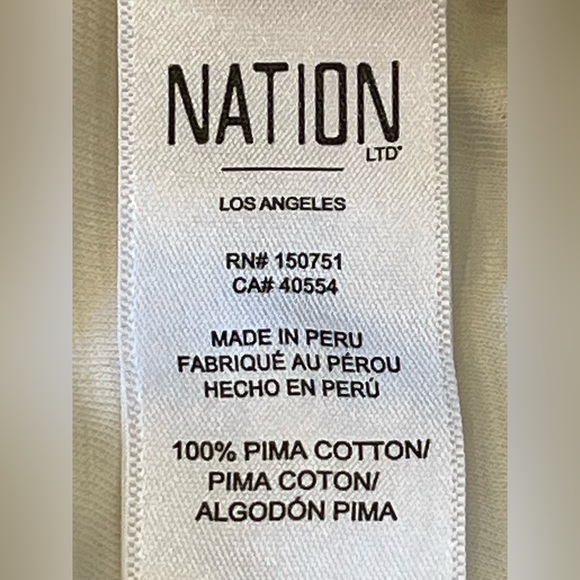 NATION
LTD
LOS ANGELES
RN# 150751
CA# 40554
MADE IN PERU
FABRIQUÉ AU PÉROU
HECHO EN PERÚ
100% PIMA COTTON/
PIMA COTON/
ALGODÓN PIMA